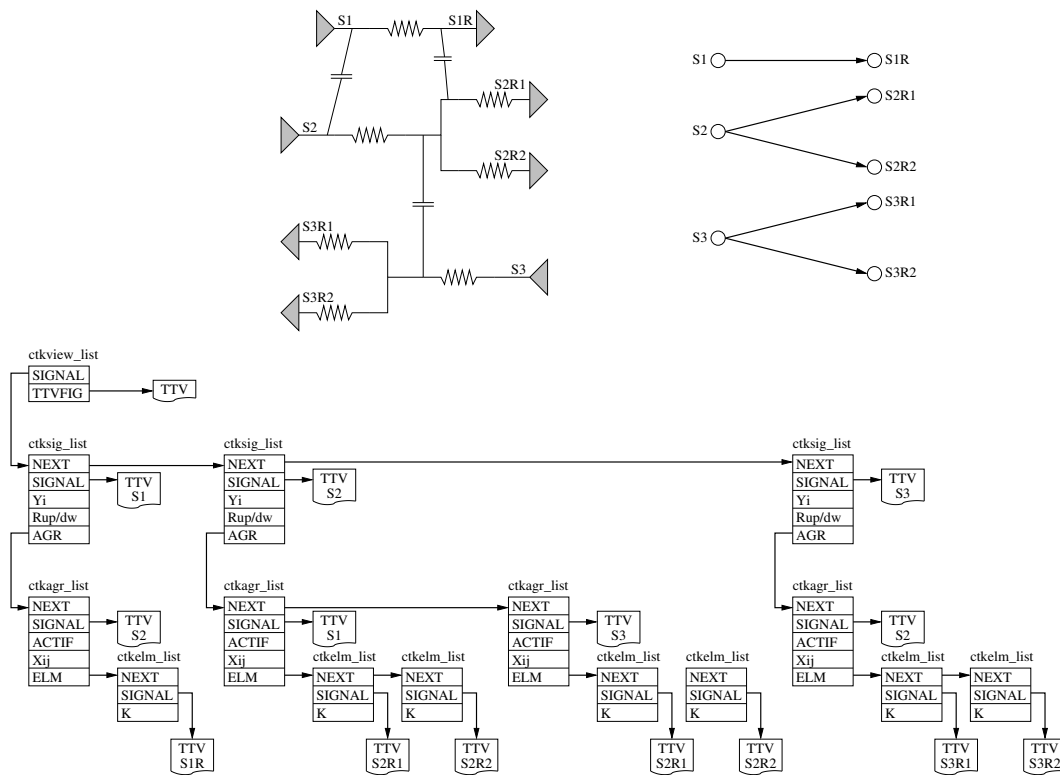 S1
S1R
S2R1
S2
S2R2
S3R1
S3
S3R2
S1
S1R
S2R1
S2
S2R2
S3R1
S3
S3R2
ctkview_list
SIGNAL
TTVFIG
TTV
ctksig_list
NEXT
SIGNAL
Yi
Rup/dw
AGR
TTV
S1
ctksig_list
NEXT
SIGNAL
Yi
Rup/dw
AGR
TTV
S2
ctksig_list
NEXT
SIGNAL
Yi
Rup/dw
AGR
TTV
S3
ctkagr_list
NEXT
SIGNAL
ACTIF
Xij
ELM
TTV
S2
ctkelm_list
NEXT
SIGNAL
K
TTV
S1R
ctkagr_list
NEXT
SIGNAL
ACTIF
Xij
ELM
TTV
S1
ctkelm_list
NEXT
SIGNAL
K
TTV
S2R1
ctkelm_list
NEXT
SIGNAL
K
TTV
S2R2
ctkagr_list
NEXT
SIGNAL
ACTIF
Xij
ELM
TTV
S3
ctkelm_list
NEXT
SIGNAL
K
TTV
S2R1
ctkelm_list
NEXT
SIGNAL
K
TTV
S2R2
ctkagr_list
NEXT
SIGNAL
ACTIF
Xij
ELM
TTV
S2
ctkelm_list
NEXT
SIGNAL
K
TTV
S3R1
ctkelm_list
NEXT
SIGNAL
K
TTV
S3R2